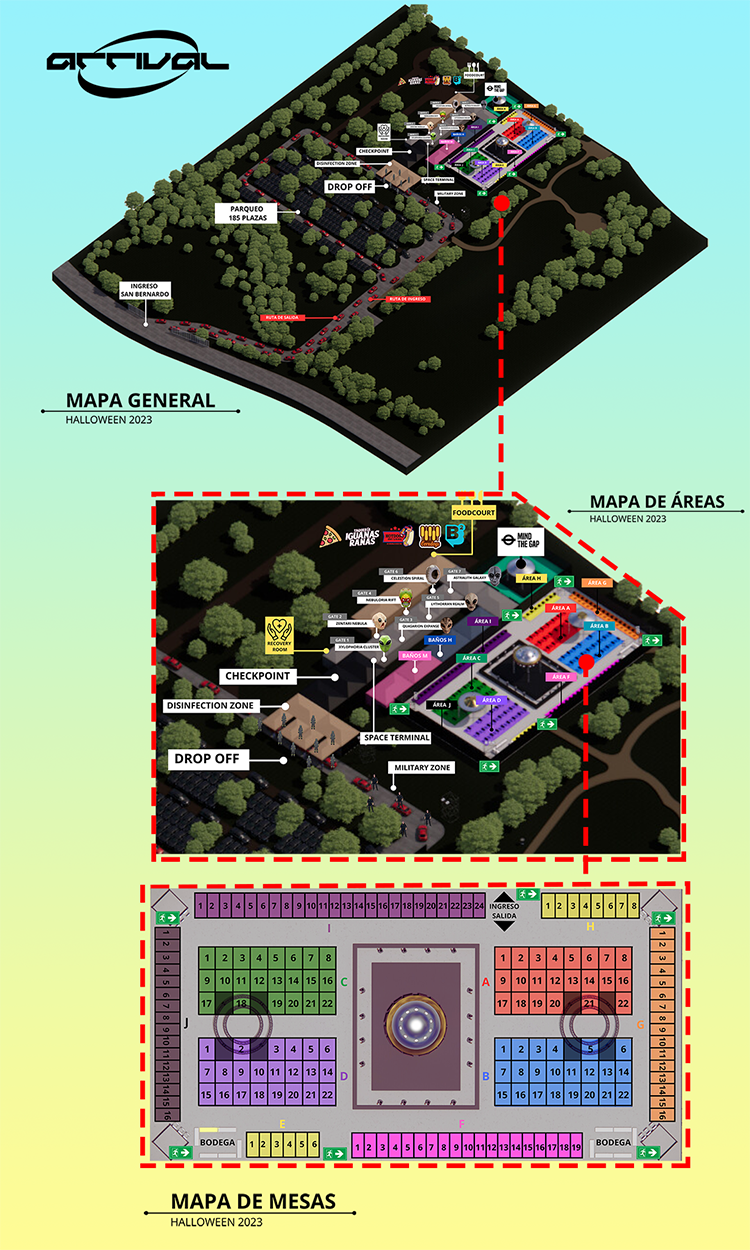 arrival
FOODCOURT
MIND
THE GAP
CHECKPOINT
DISINFECTION ZONE
DROP OFF
SPACE TERMINAL
MILITARY ZONE
PARQUEO
185 PLAZAS
INGRESO
SAN BERNARDO
RUTA DE INGRESO
RUTA DE SALIDA
MAPA GENERAL
HALLOWEEN 2023
MAPA DE ÁREAS
HALLOWEEN 2023
FOODCOURT
IGUANAS
RANAS
B
MIND
THE GAP
GATE 6
CELESTION SPIRAL
GATE 7
ASTRALITH GALAXY
ÁREA H
ÁREA G
GATE 4
NEBULORIA RIFT
GATE 5
LYTHORIAN REALM
ÁREA A
GATE 2
ZENTARI NEBULA
GATE 3
QUASARION EXPANSE
ÁREA I
ÁREA B
RECOVERY
ROOM
GATE 1
XYLOPHORIA CLUSTER
BAÑOS H
BAÑOS M
ÁREA C
ÁREA F
CHECKPOINT
ÁREA J
ÁREA D
DISINFECTION ZONE
SPACE TERMINAL
DROP OFF
MILITARY ZONE
1 2 3 4 5 6 7 8 9 10 11 12 13 14 15 16 17 18 19 20 21 22 23 24
I
INGRESO
SALIDA
1 2 3 4 5 6 7 8
H
1 2 3 4 5 6 7 8 9 10 11 12 13 14 15 16
J
1 2 3 4 5 6 7 8
9 10 11 12 13 14 15 16
17 18 19 20 21 22
C
1 2 3 4 5 6
7 8 9 10 11 12 13 14
15 16 17 18 19 20 21 22
D
A
1 2 3 4 5 6 7 8
9 10 11 12 13 14 15 16
17 18 19 20 21 22
B
1 2 3 4 5 6
7 8 9 10 11 12 13 14
15 16 17 18 19 20 21 22
G
1 2 3 4 5 6 7 8 9 10 11 12 13 14 15 16
BODEGA
E
1 2 3 4 5 6
F
1 2 3 4 5 6 7 8 9 10 11 12 13 14 15 16 17 18 19
BODEGA
MAPA DE MESAS
HALLOWEEN 2023